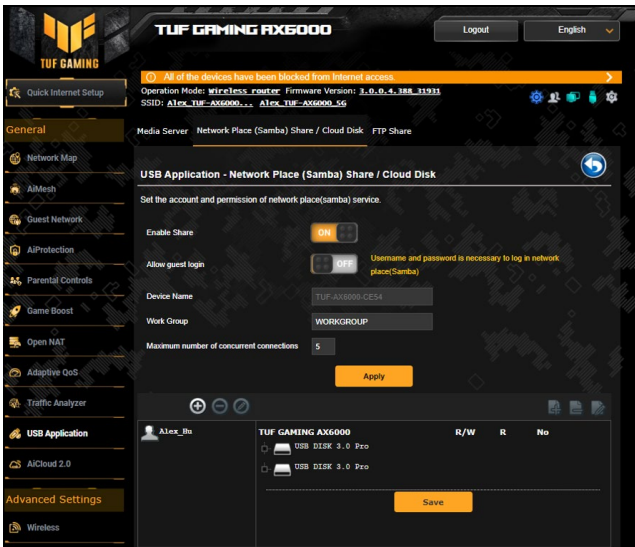 TUF GAMING
TUF GAMING AX6000
Logout
English
Quick Internet Setup
All of the devices have been blocked from Internet access.
Operation Mode: Wireless router Firmware Version: 3.0.0.4.388_31931
SSID: Alex_TUF-AX6000... Alex_TUF-AX6000_5G
General
Network Map
AiMesh
Guest Network
AiProtection
Parental Controls
Game Boost
Open NAT
Adaptive QoS
Traffic Analyzer
USB Application
AiCloud 2.0
Advanced Settings
Wireless
Media Server Network Place (Samba) Share / Cloud Disk FTP Share
USB Application - Network Place (Samba) Share / Cloud Disk
Set the account and permission of network place(samba) service.
Enable Share ON
Allow guest login OFF Username and password is necessary to log in network
place(Samba)
Device Name TUF-AX6000-CE54
Work Group WORKGROUP
Maximum number of concurrent connections 5
Apply
Alex_Hu
TUF GAMING AX6000 R/W R No
USB DISK 3.0 Pro
USB DISK 3.0 Pro
Save